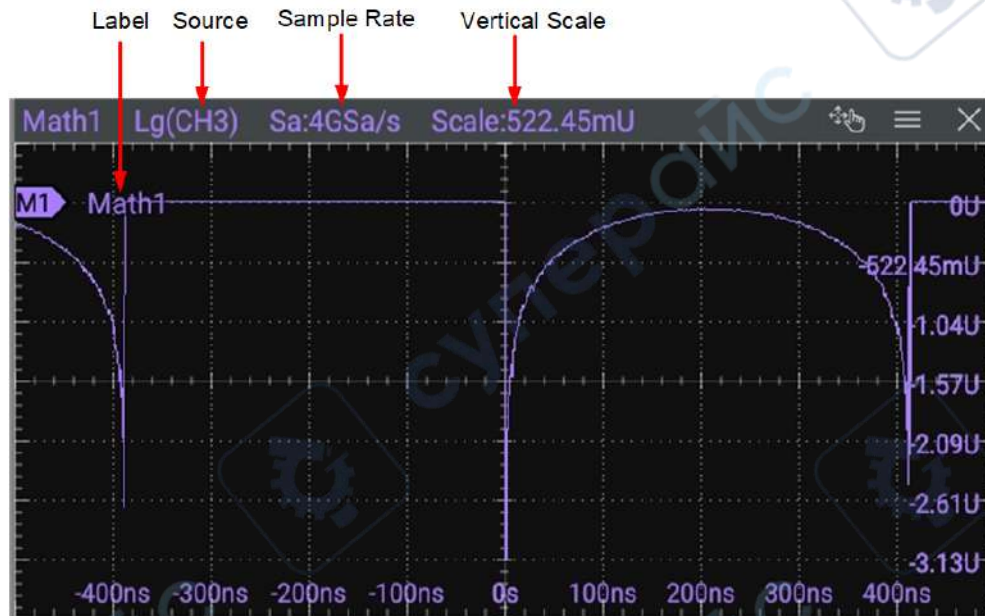 Label Source Sample Rate Vertical Scale
Math1 Lg(CH3) Sa:4GSa/s Scale:522.45mU
M1 Math1
0U
-522.45mU
-1.04U
-1.57U
-2.09U
-2.61U
-3.13U
-400ns -300ns -200ns -100ns 0s 100ns 200ns 300ns 400ns
суперайс